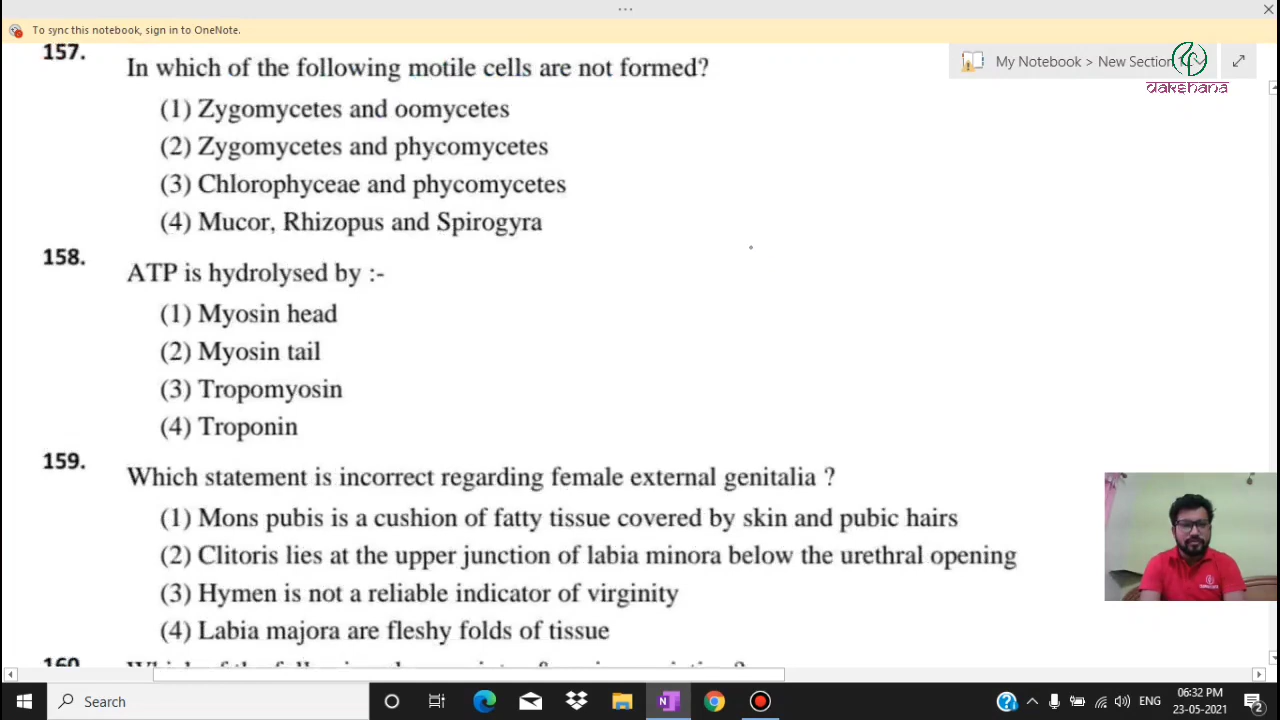 ...
To sync this notebook, sign in to OneNote.
157.
In which of the following motile cells are not formed?
My Notebook > New Section 1
dakshana
(1) Zygomycetes and oomycetes
(2) Zygomycetes and phycomycetes
(3) Chlorophyceae and phycomycetes
(4) Mucor, Rhizopus and Spirogyra
158.
ATP is hydrolysed by :-
(1) Myosin head
(2) Myosin tail
(3) Tropomyosin
(4) Troponin
159.
Which statement is incorrect regarding female external genitalia ?
(1) Mons pubis is a cushion of fatty tissue covered by skin and pubic hairs
(2) Clitoris lies at the upper junction of labia minora below the urethral opening
(3) Hymen is not a reliable indicator of virginity
(4) Labia majora are fleshy folds of tissue
160
Search
ENG
06:32 PM
23-05-2021
2